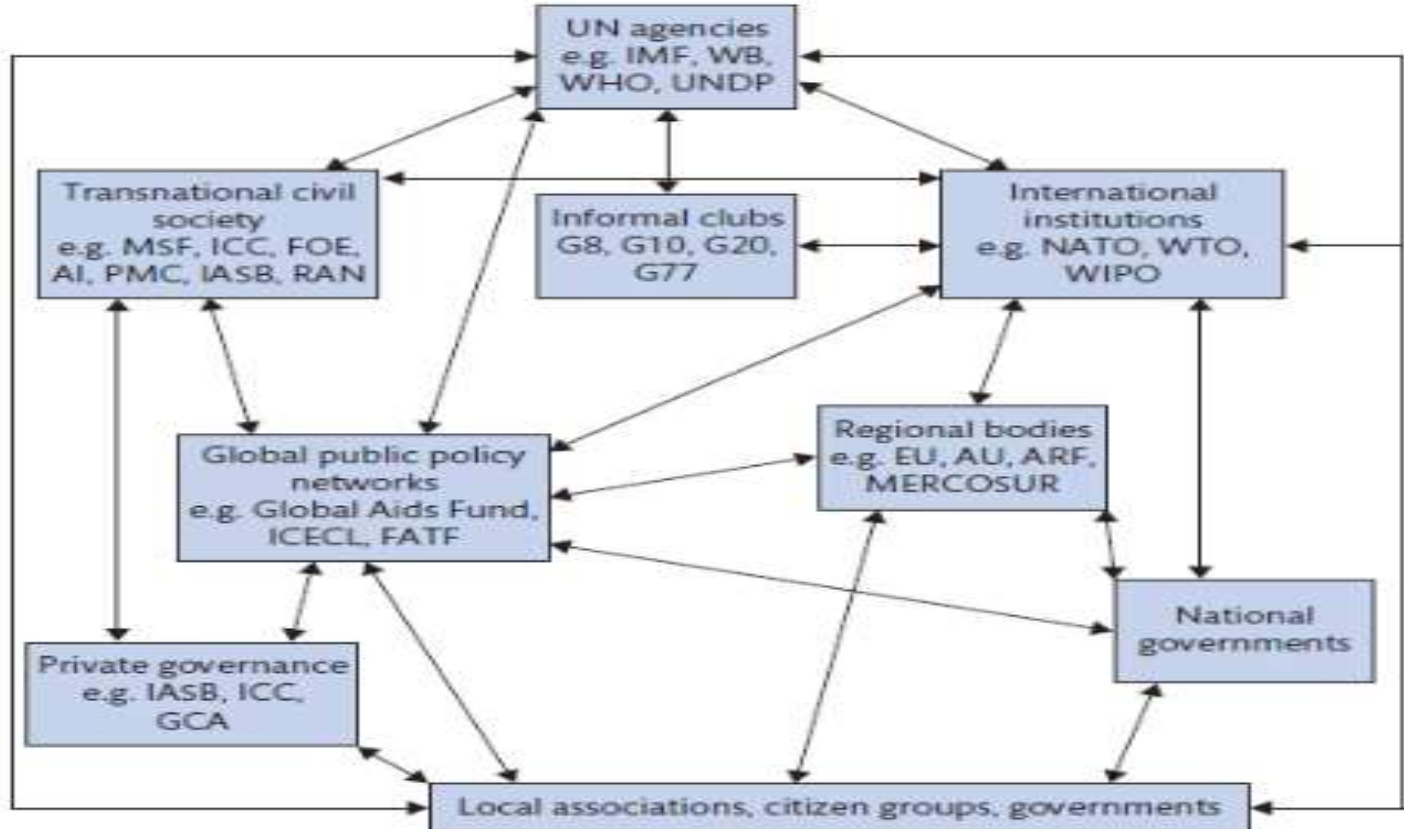 UN agencies
e.g. IMF, WB,
WHO, UNDP
Transnational civil
society
e.g. MSF, ICC, FOE,
AI, PMC, IASB, RAN
Informal clubs
G8, G10, G20,
G77
International
institutions
e.g. NATO, WTO,
WIPO
Global public policy
networks
e.g. Global Aids Fund,
ICECL, FATF
Regional bodies
e.g. EU, AU, ARF,
MERCOSUR
National
governments
Private governance
e.g. IASB, ICC,
GCA
Local associations, citizen groups, governments